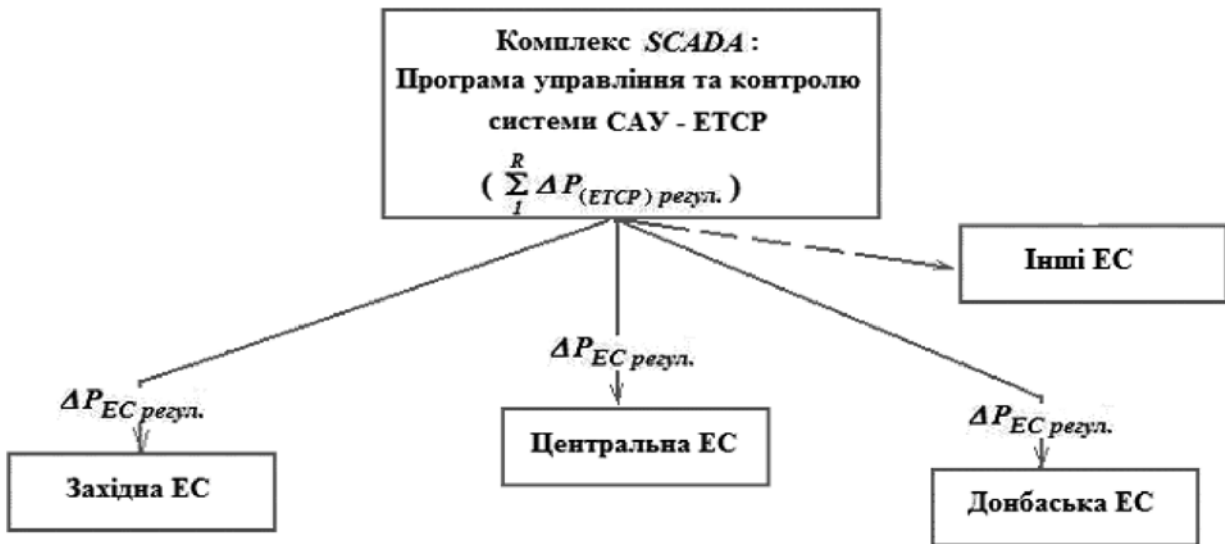 Комплекс SCADA :
Програма управління та контролю
системи САУ - ЕТСР
( R Σ 1 ΔP(ЕТСР) регул. )
Інші ЕС
ΔPЕС регул.
ΔPЕС регул.
ΔPЕС регул.
Центральна ЕС
Західна ЕС
Донбаська ЕС